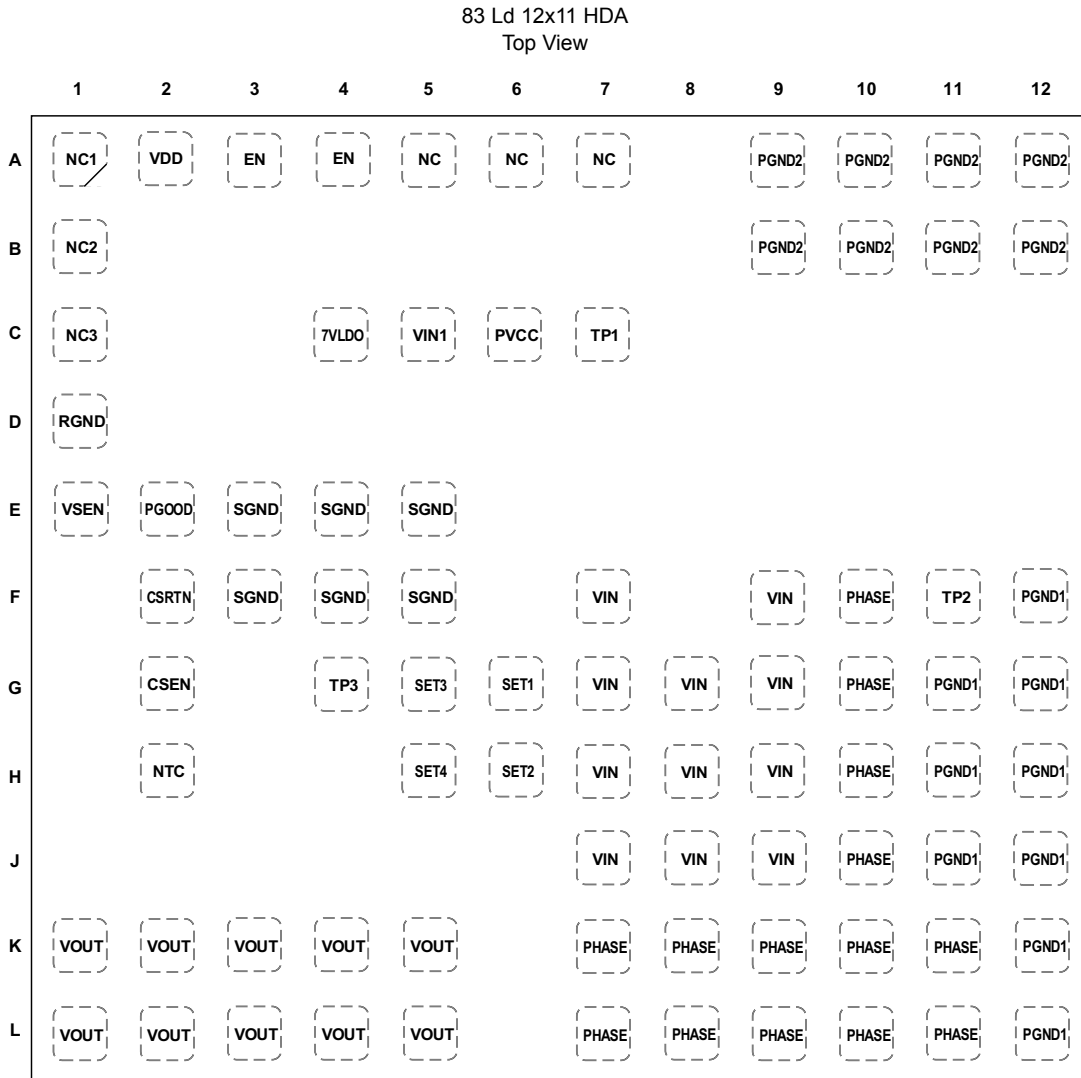 83 Ld 12x11 HDA
Top View
1 2 3 4 5 6 7 8 9 10 11 12
A NC1 VDD EN EN NC NC NC PGND2 PGND2 PGND2 PGND2
B NC2 PGND2 PGND2 PGND2 PGND2
C NC3 7VLDO VIN1 PVCC TP1
D RGND
E VSEN PGOOD SGND SGND SGND
F CSRTN SGND SGND SGND VIN VIN PHASE TP2 PGND1
G CSEN TP3 SET3 SET1 VIN VIN VIN PHASE PGND1 PGND1
H NTC SET4 SET2 VIN VIN VIN PHASE PGND1 PGND1
J VIN VIN VIN PHASE PGND1 PGND1
K VOUT VOUT VOUT VOUT VOUT PHASE PHASE PHASE PHASE PHASE PGND1
L VOUT VOUT VOUT VOUT VOUT PHASE PHASE PHASE PHASE PHASE PGND1